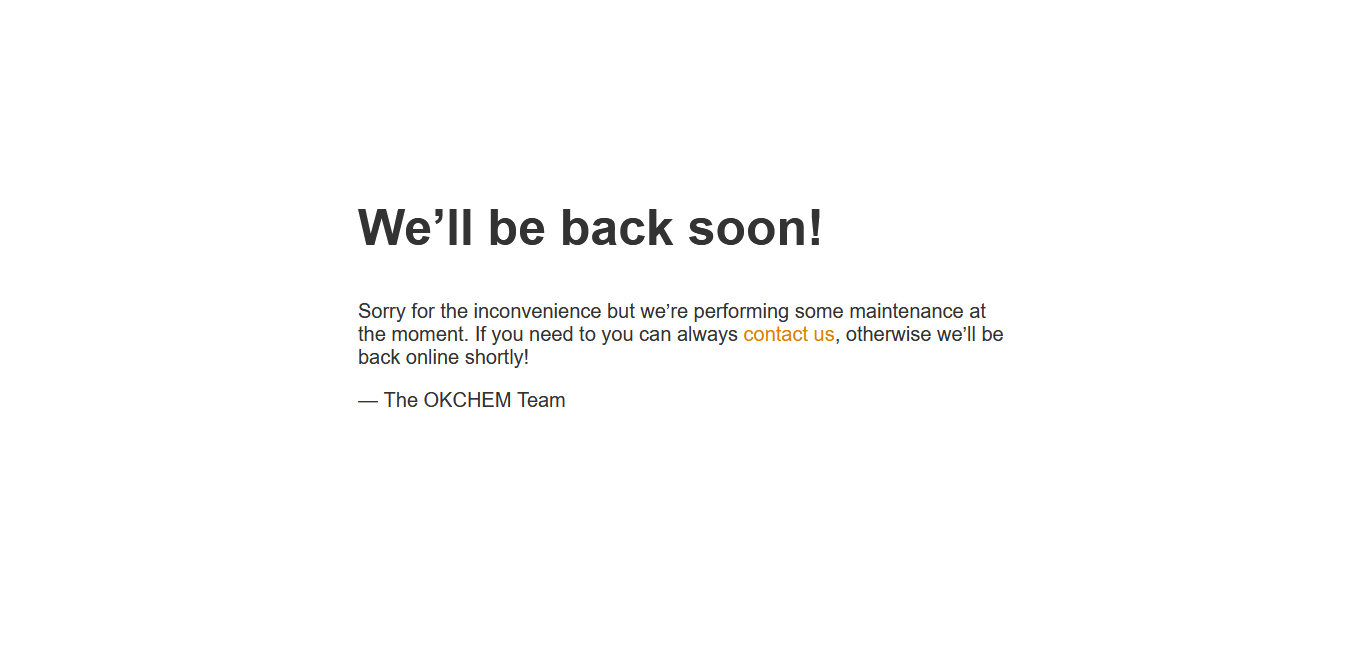 We’ll be back soon!
Sorry for the inconvenience but we’re performing some maintenance at
the moment. If you need to you can always contact us, otherwise we’ll be
back online shortly!
— The OKCHEM Team